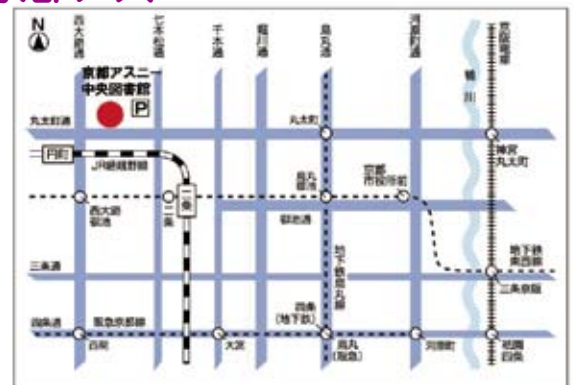 N
西大路通
七本松通
千本通
堀川通
烏丸通
河原町通
鴨川
京阪電車
京都アスニー
中央図書館
P
丸太町通
丸太町
神宮
丸太町
円町
JR嵯峨野線
二条
二条
西大路
御池
烏丸
御池
京都
市役所前
御池通
地下鉄烏丸線
地下鉄
東西線
三条通
三条京阪
四条通
阪急京都線
西院
大宮
四条
(地下鉄)
烏丸
(阪急)
河原町
祇園
四条